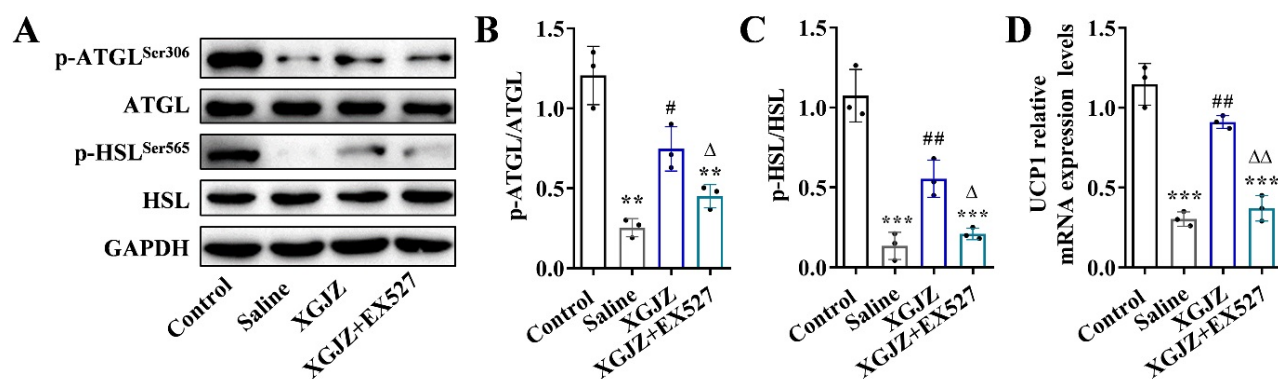 A
p-ATGLSer306
ATGL
p-HSLSer565
HSL
GAPDH
Control
Saline
XGJZ
XGJZ+EX527
B
p-ATGL/ATGL
1.5
1.0
0.5
0.0
**
#
Δ
**
Control
Saline
XGJZ
XGJZ+EX527
C
p-HSL/HSL
1.5
1.0
0.5
0.0
***
##
Δ
***
Control
Saline
XGJZ
XGJZ+EX527
D
UCP1 relative
mRNA expression levels
1.5
1.0
0.5
0.0
***
##
ΔΔ
***
Control
Saline
XGJZ
XGJZ+EX527